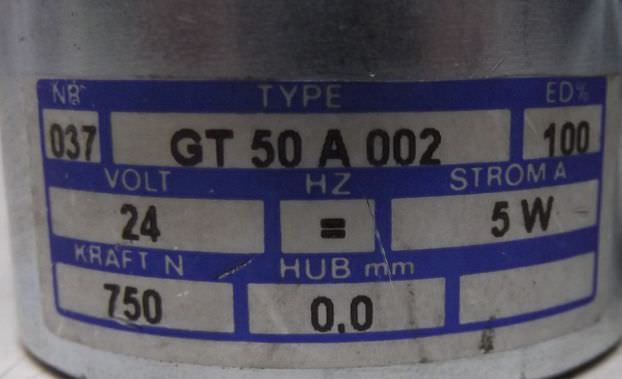 NR TYPE ED%
037 GT 50 A 002 100
VOLT HZ STROM A
24 = 5 W
KRAFT N HUB mm
750 0.0